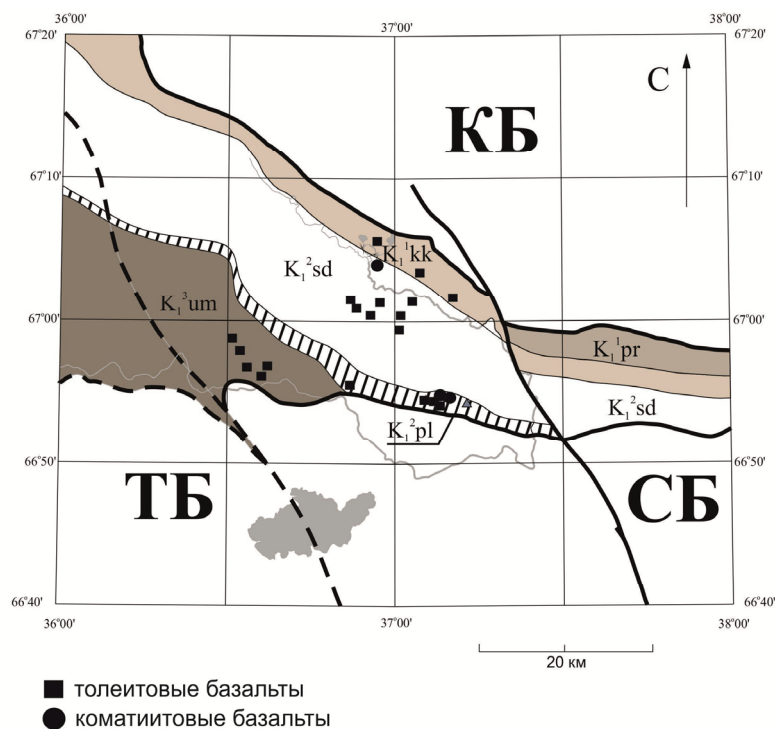 36°00' 37°00' 38°00'
67°20' 67°20'
С
КБ
67°10' 67°10'
K₁¹kk
K₁²sd
K₁³um
67°00' 67°00'
K₁¹pr
K₁²sd
K₁²pl
66°50' 66°50'
ТБ СБ
66°40' 66°40'
36°00' 37°00' 38°00'
20 км
толеитовые базальты
коматиитовые базальты